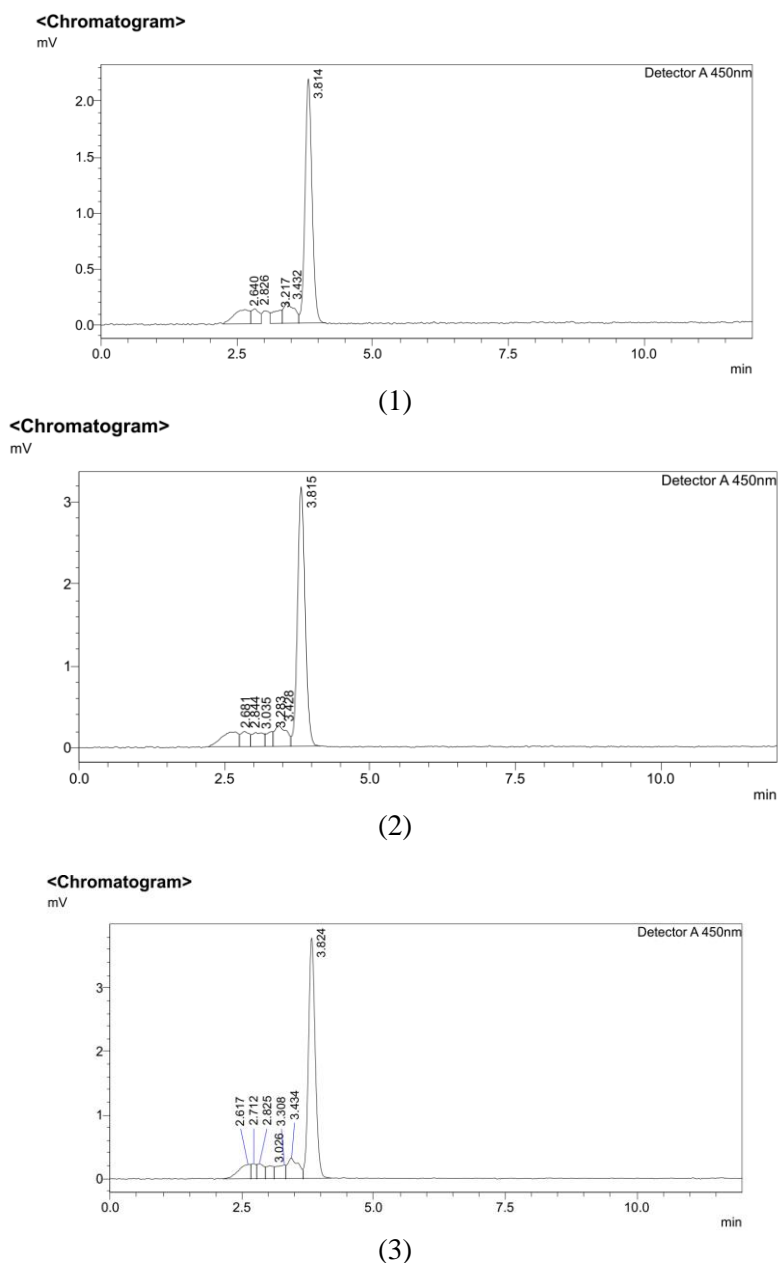 <Chromatogram>
mV
Detector A 450nm
3.814
2.0
1.5
1.0
0.5
2.640
2.826
3.217
3.432
0.0
0.0 2.5 5.0 7.5 10.0
min
(1)
<Chromatogram>
mV
Detector A 450nm
3.815
3
2
1
2.681
2.844
3.035
3.283
3.428
0
0.0 2.5 5.0 7.5 10.0
min
(2)
<Chromatogram>
mV
Detector A 450nm
3.824
3
2
2.617
2.712
2.825
3.026
3.308
3.434
1
0
0.0 2.5 5.0 7.5 10.0
min
(3)